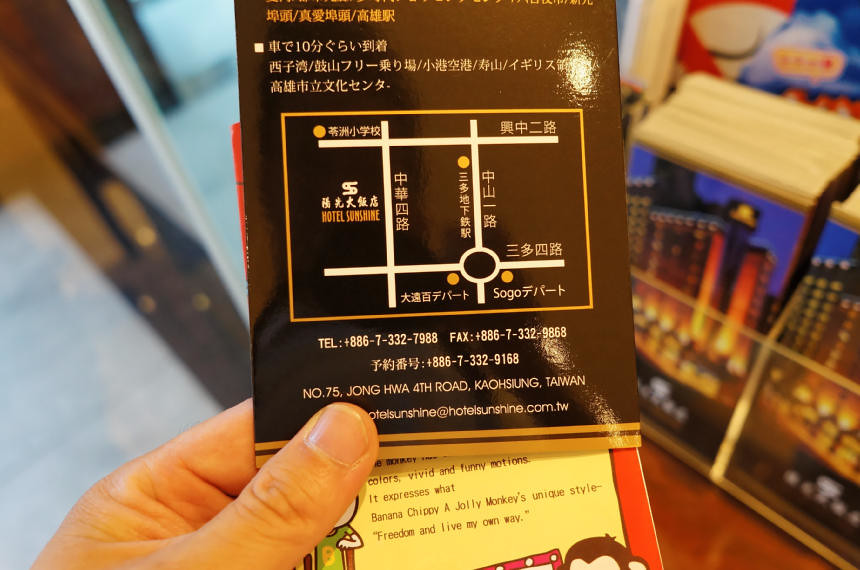 埠頭/真愛埠頭/高雄駅
■ 車で10分ぐらい到着
西子湾/鼓山フリー乗り場/小港空港/寿山/イギリス
高雄市立文化センタ-
苓洲小学校
興中二路
中華四路
三多地下鉄駅
中山一路
陽光大飯店
HOTEL SUNSHINE
三多四路
大遠百デパート
Sogoデパート
TEL:+886-7-332-7988 FAX:+886-7-332-9868
予約番号:+886-7-332-9168
NO.75, JONG HWA 4TH ROAD, KAOHSIUNG, TAIWAN
otelsunshine@hotelsunshine.com.tw
colors, vivid and funny motions.
It expresses what
Banana Chippy A Jolly Monkey's unique style—
"Freedom and live my own way."